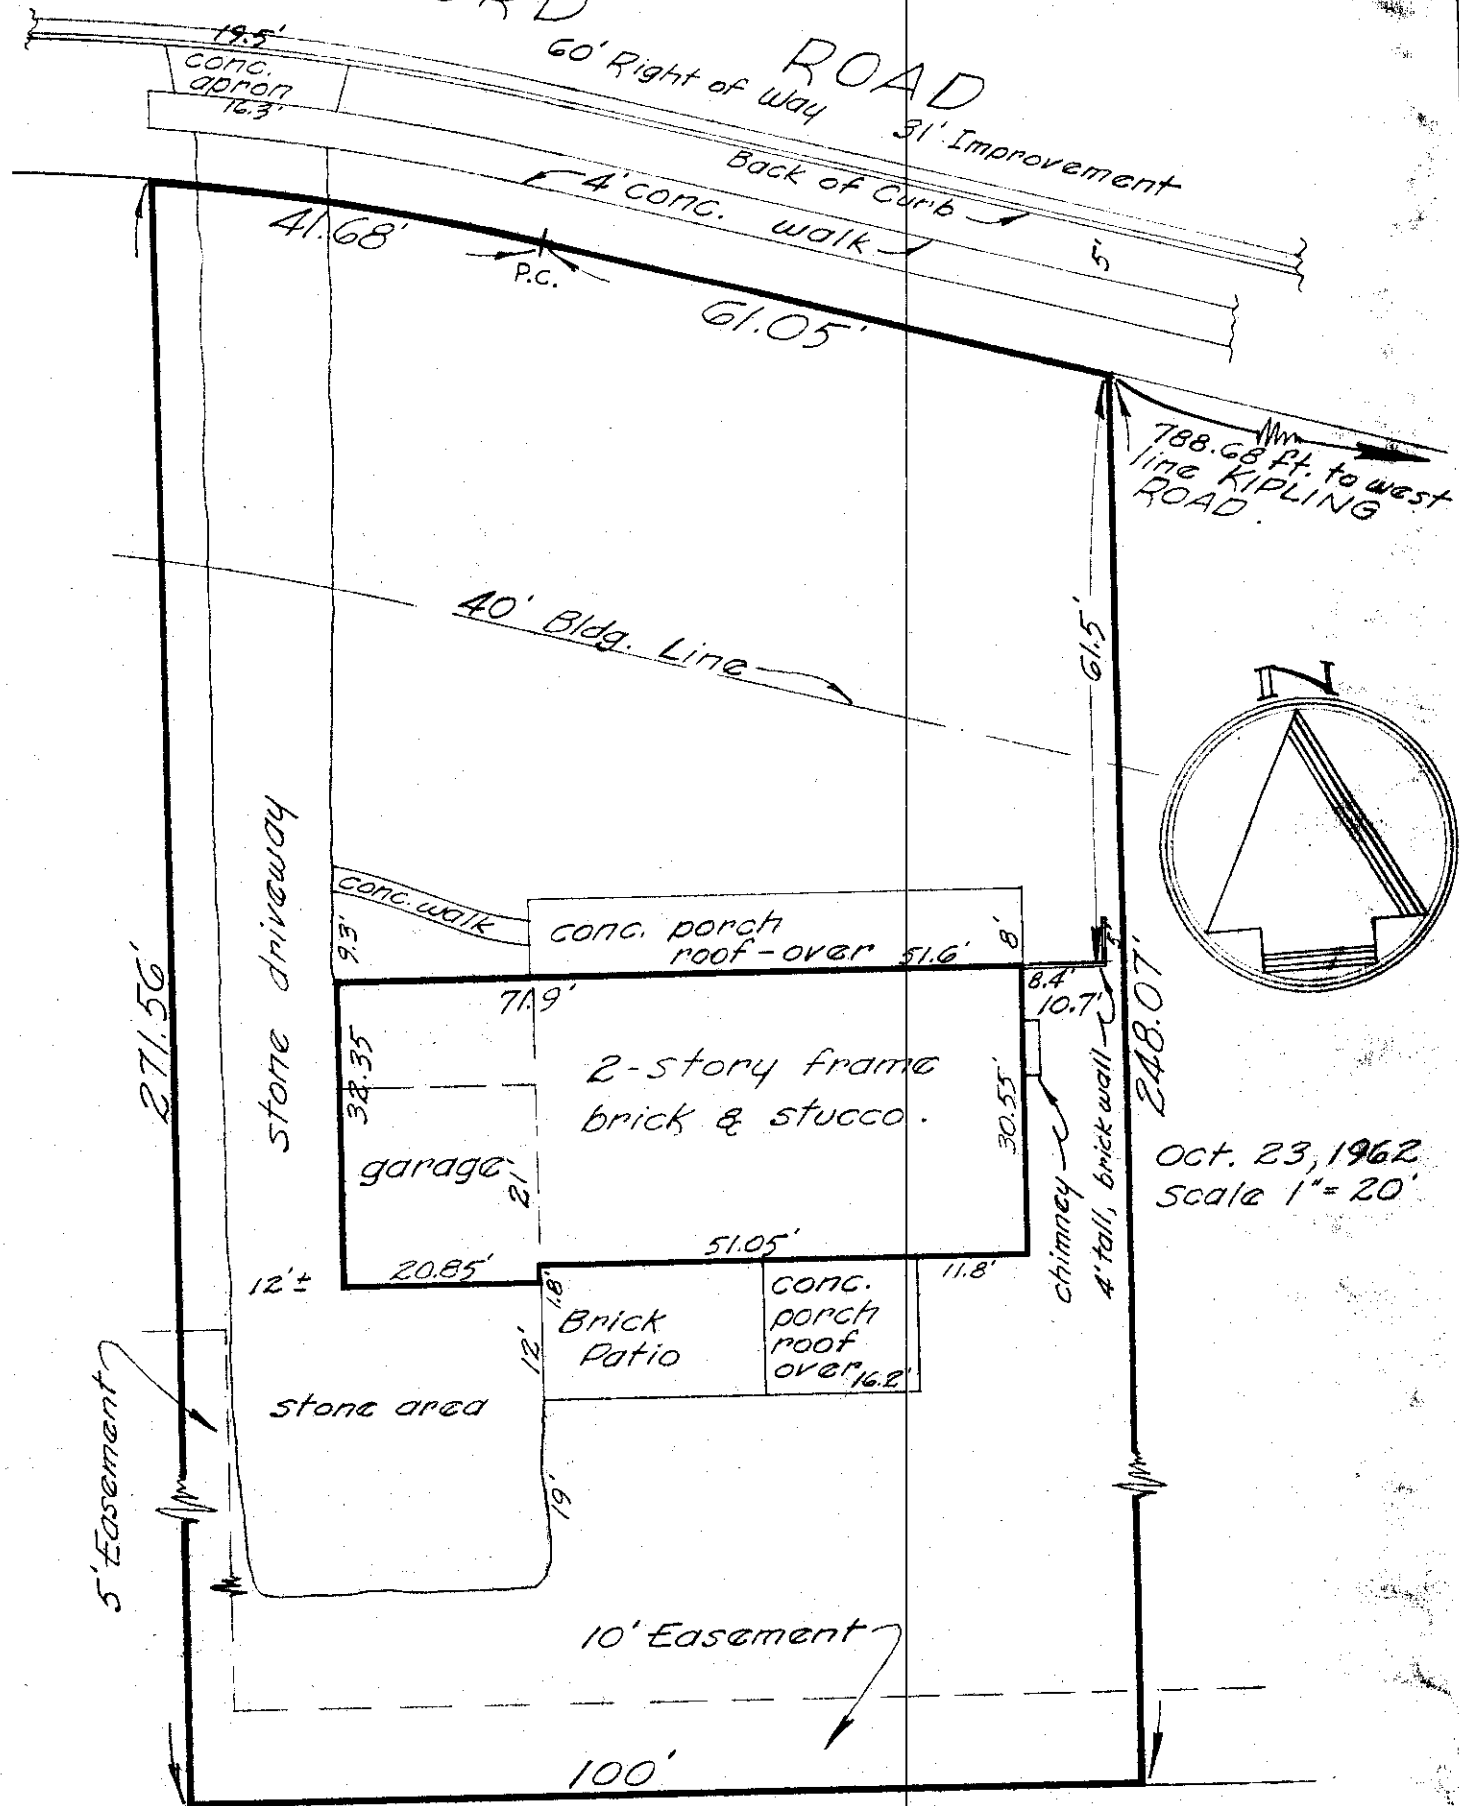 ROAD
60' Right of Way
31' Improvement
19.5'
conc.
apron
16.3'
Back of Curb
4' conc. walk
5'
41.68'
P.C.
61.05'
788.68 ft. to west
line KIPLING
ROAD.
40' Bldg. Line
61.5'
N
271.56'
stone driveway
conc. walk
9.3'
conc. porch
roof-over
51.6'
8'
5'
8.4'
10.7'
71.9'
32.35
2-story frame
brick & stucco.
30.55'
garage
21'
chimney
4' tall, brick wall
248.07'
Oct. 23, 1962
Scale 1"= 20'
51.05'
20.85'
12'±
1.8'
11.8'
Brick
Patio
12'
conc.
porch
roof
over
16.2'
5' Easement
stone area
19'
10' Easement
100'